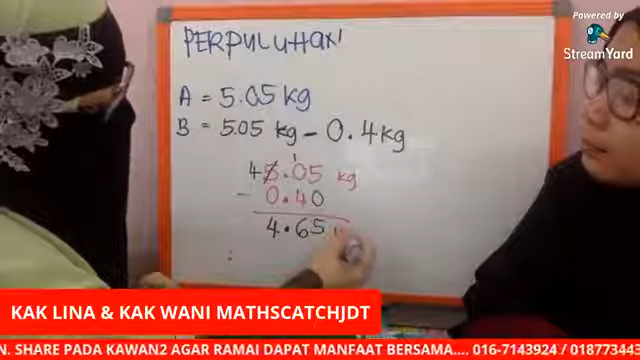 Powered by
StreamYard
PERPULUHAN
A = 5.05 kg
B = 5.05 kg - 0.4 kg
4 5.05 kg
- 0.40
4.65
:
KAK LINA & KAK WANI MATHSCATCHJDT
N. SHARE PADA KAWAN2 AGAR RAMAI DAPAT MANFAAT BERSAMA...., 016-7143924 / 01877343